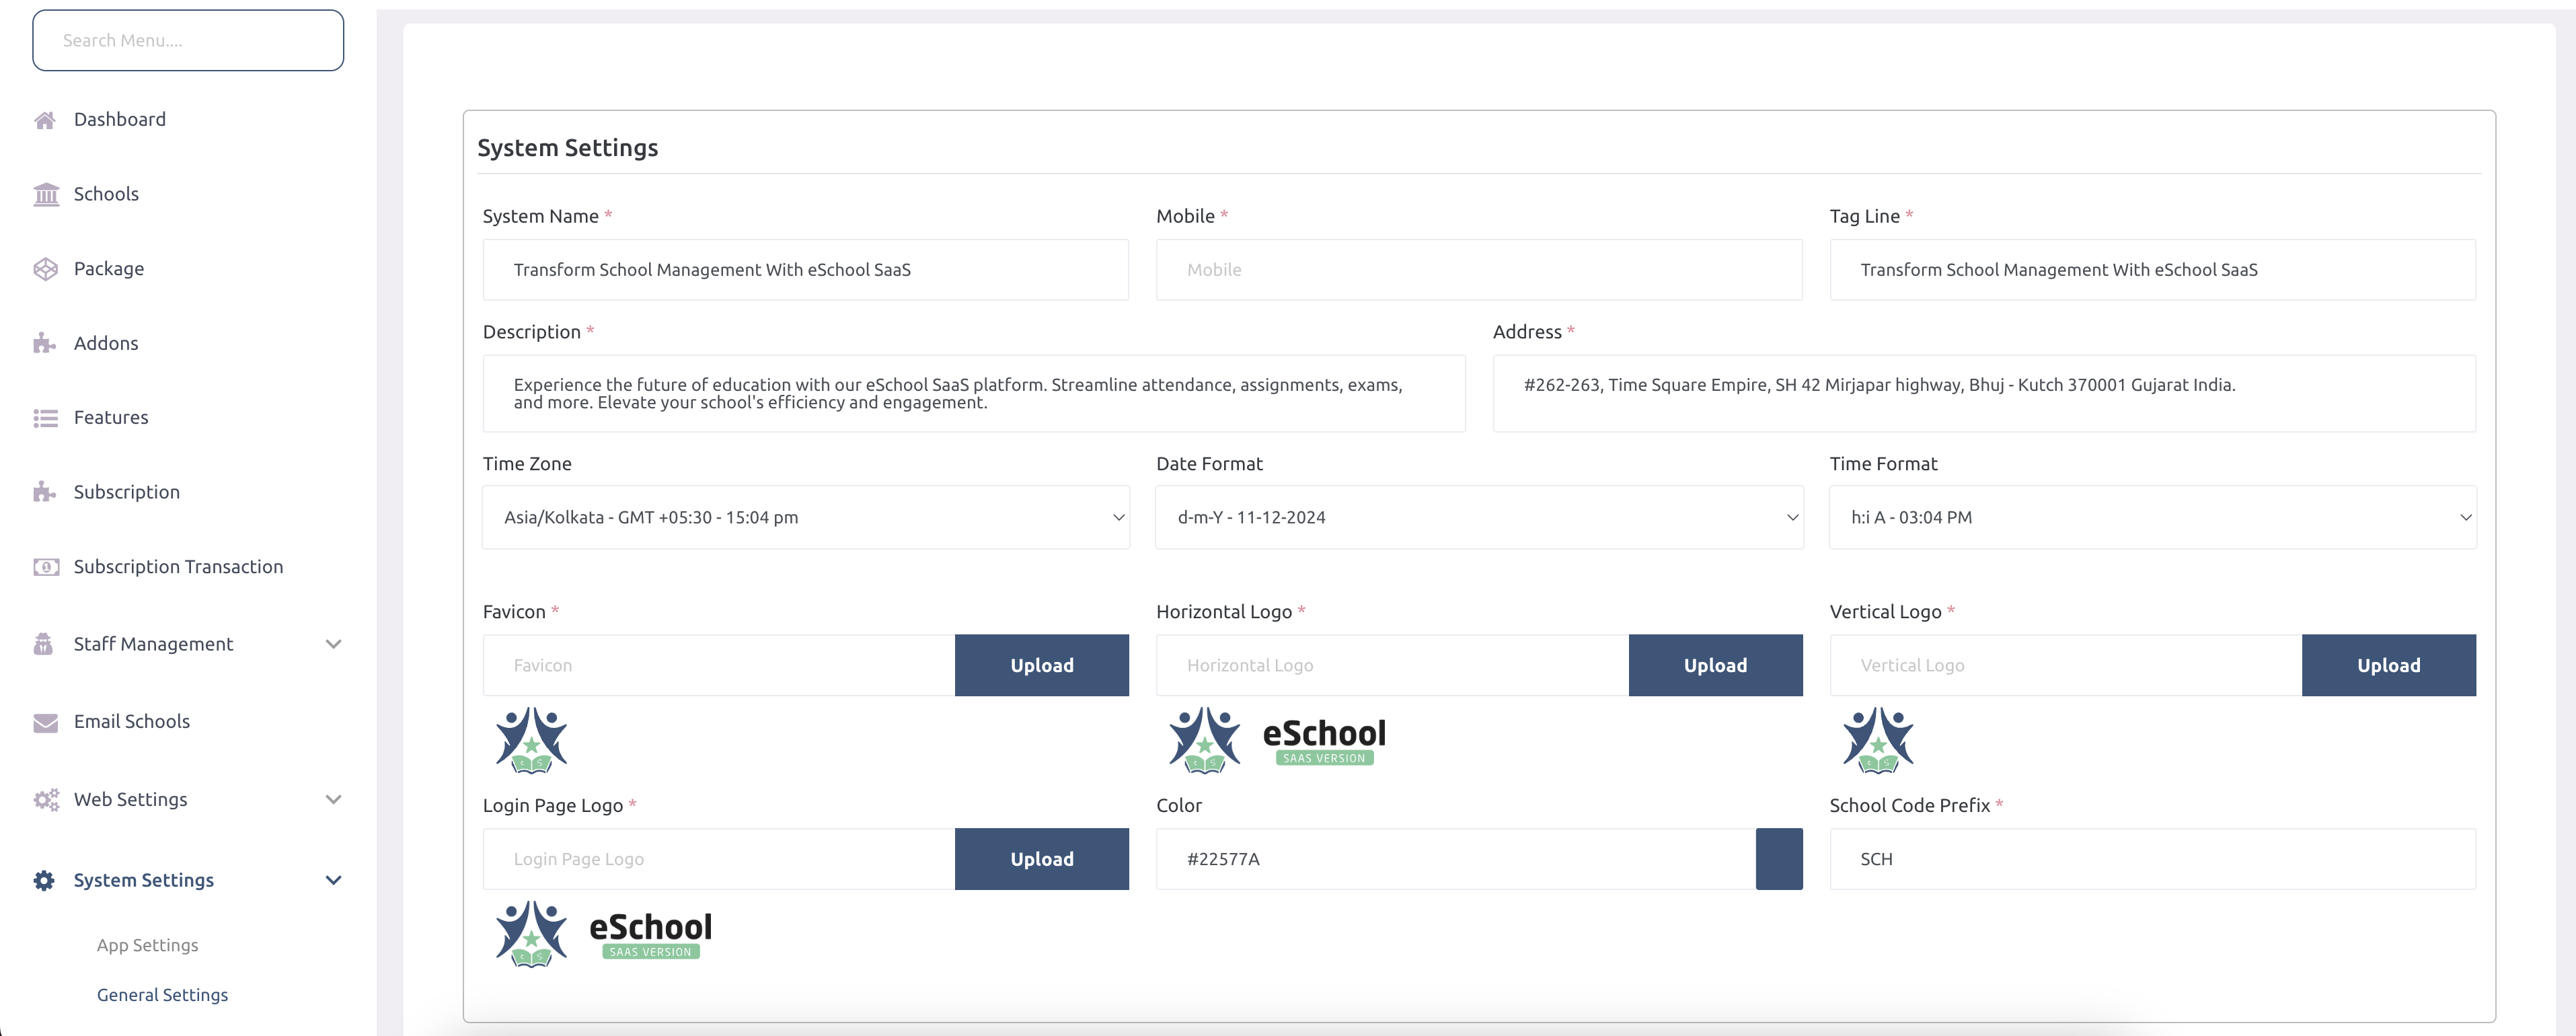 Search Menu....
Dashboard
Schools
Package
Addons
Features
Subscription
Subscription Transaction
Staff Management
Email Schools
Web Settings
System Settings
App Settings
General Settings
System Settings
System Name *
Mobile *
Tag Line *
Transform School Management With eSchool SaaS
Mobile
Transform School Management With eSchool SaaS
Description *
Address *
Experience the future of education with our eSchool SaaS platform. Streamline attendance, assignments, exams,
and more. Elevate your school's efficiency and engagement.
#262-263, Time Square Empire, SH 42 Mirjapar highway, Bhuj - Kutch 370001 Gujarat India.
Time Zone
Date Format
Time Format
Asia/Kolkata - GMT +05:30 - 15:04 pm
d-m-Y - 11-12-2024
h:i A - 03:04 PM
Favicon *
Horizontal Logo *
Vertical Logo *
Favicon
Upload
Horizontal Logo
Upload
Vertical Logo
Upload
eSchool
SAAS VERSION
Login Page Logo *
Color
School Code Prefix *
Login Page Logo
Upload
#22577A
SCH
eSchool
SAAS VERSION